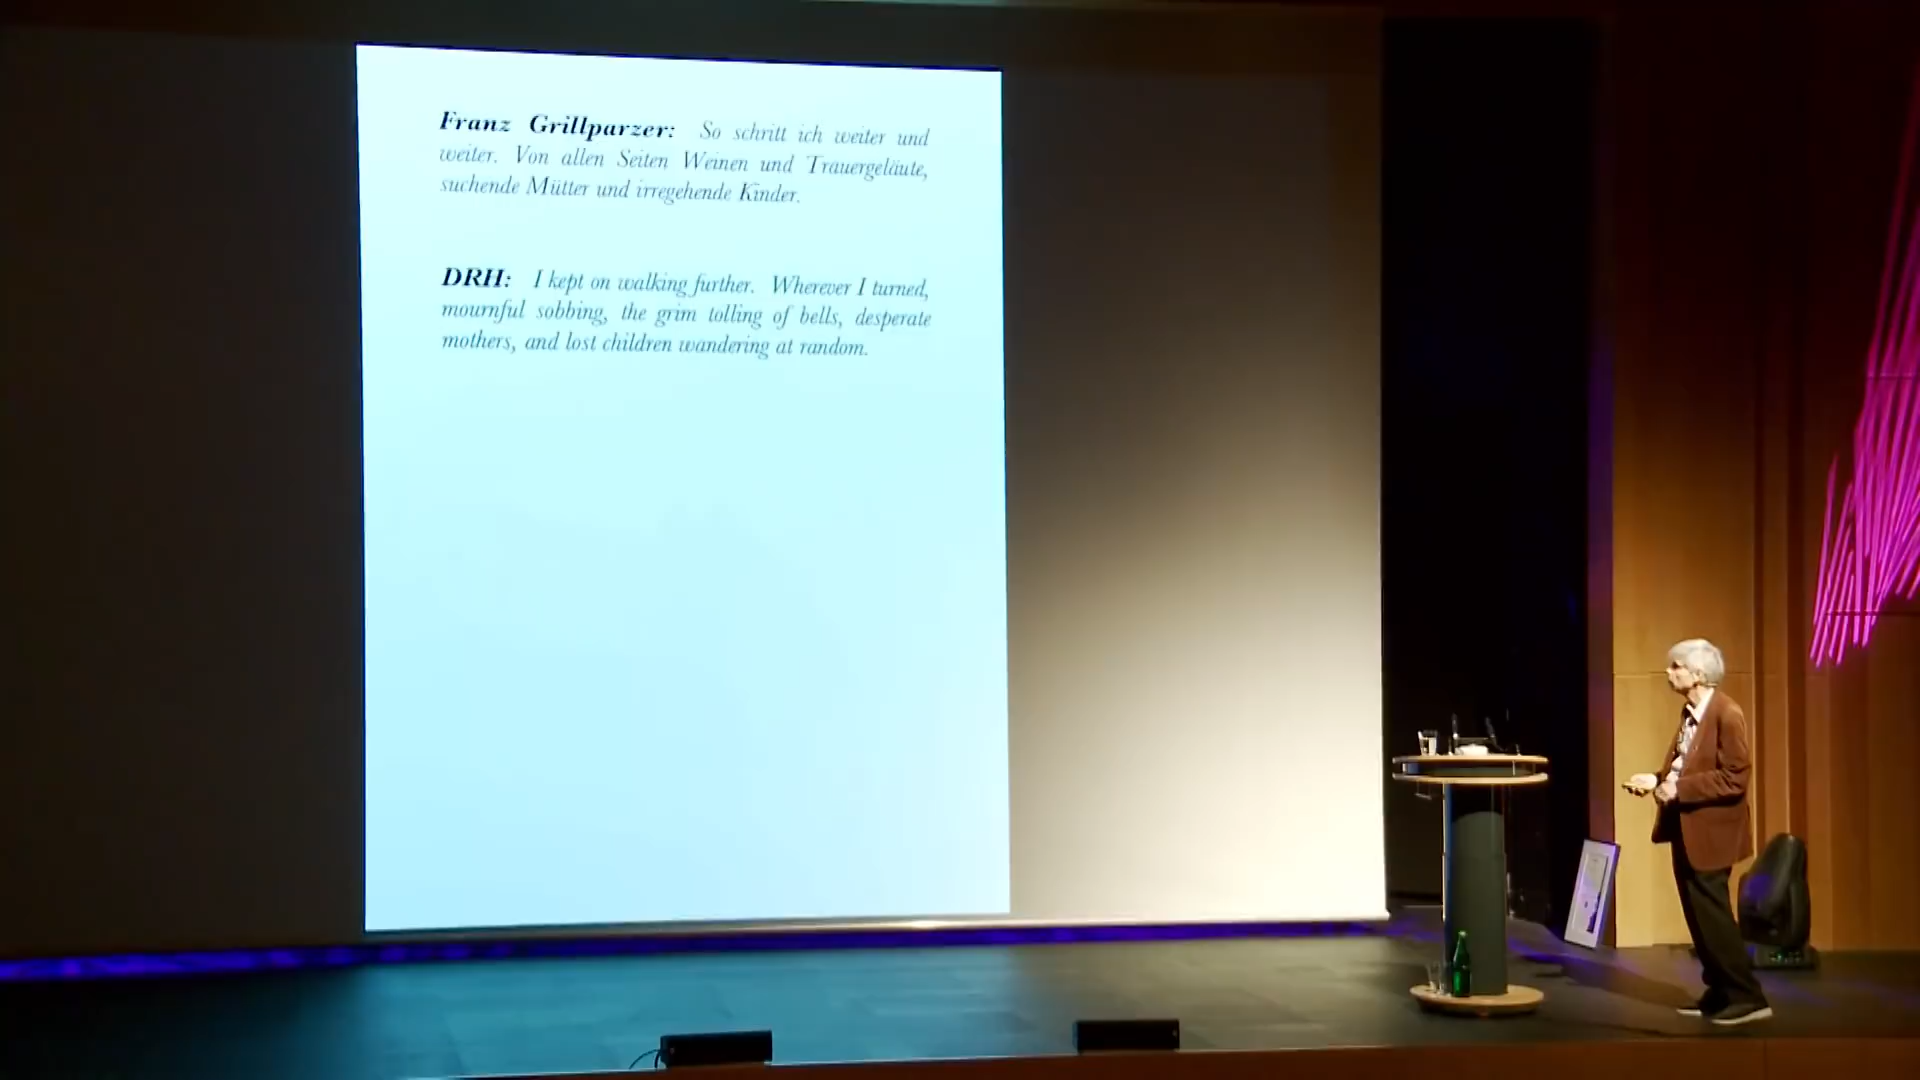 Franz Grillparzer: So schritt ich weiter und
weiter. Von allen Seiten Weinen und Trauergeläute,
suchende Mütter und irregehende Kinder.
DRH: I kept on walking further. Wherever I turned,
mournful sobbing, the grim tolling of bells, desperate
mothers, and lost children wandering at random.